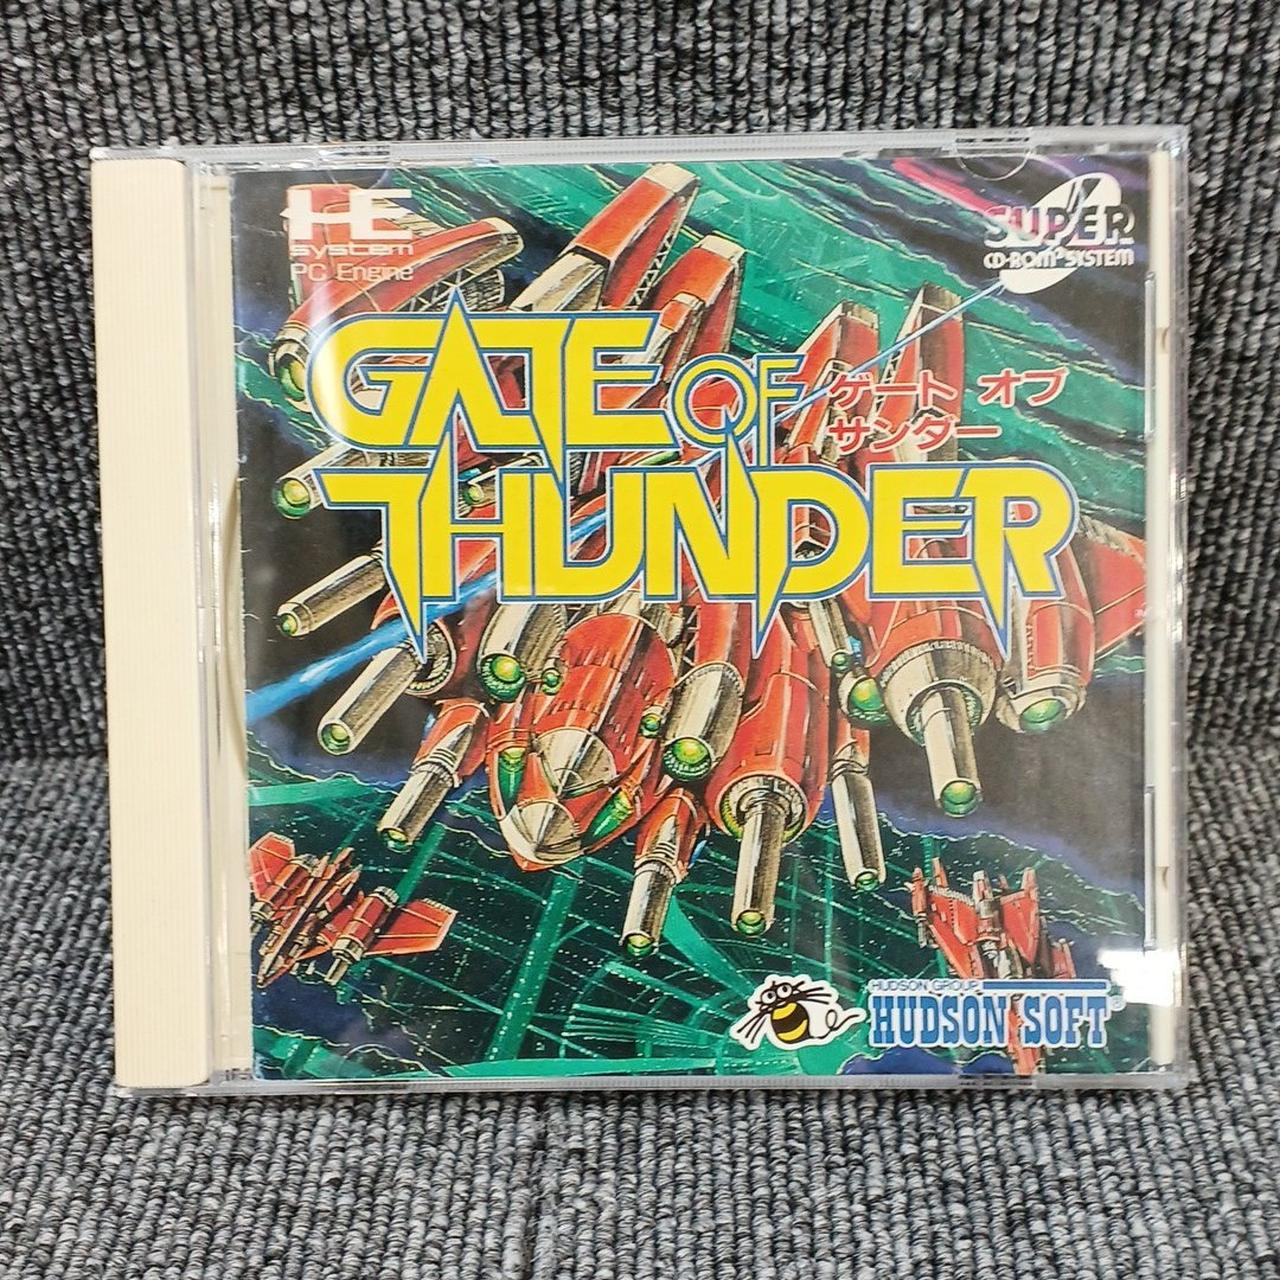 HE
system
PC Engine
SUPER
CD-ROM² SYSTEM
GATE OF
ゲート オブ
サンダー
THUNDER
HUDSON GROUP
HUDSON SOFT®